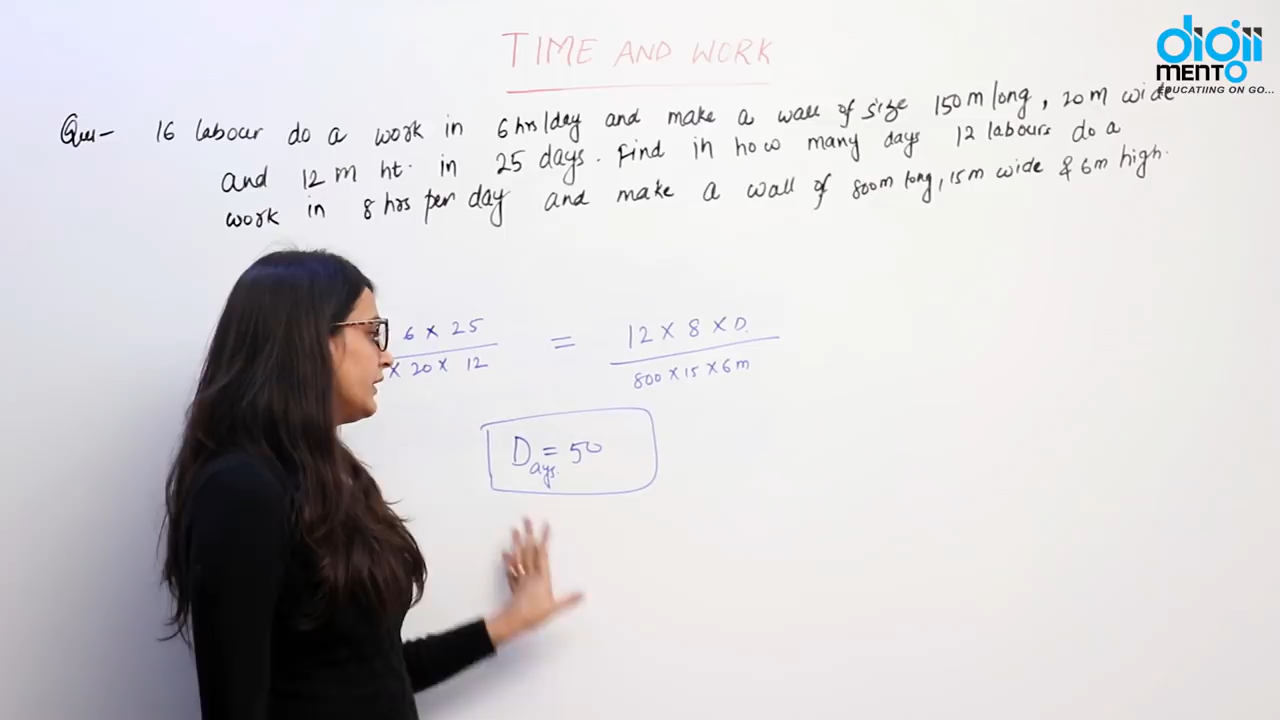 TIME AND WORK
digii
MENTO
EDUCATIING ON GO...
Que- 16 labour do a work in 6 hrs/day and make a wall of size 150 m long, 20 m wide
and 12 m ht. in 25 days. Find in how many days 12 labours do a
work in 8 hrs per day and make a wall of 800m long, 15m wide & 6m high.
6 x 25 = 12 x 8 x D.
x 20 x 12 800 x 15 x 6 m
Days. = 50